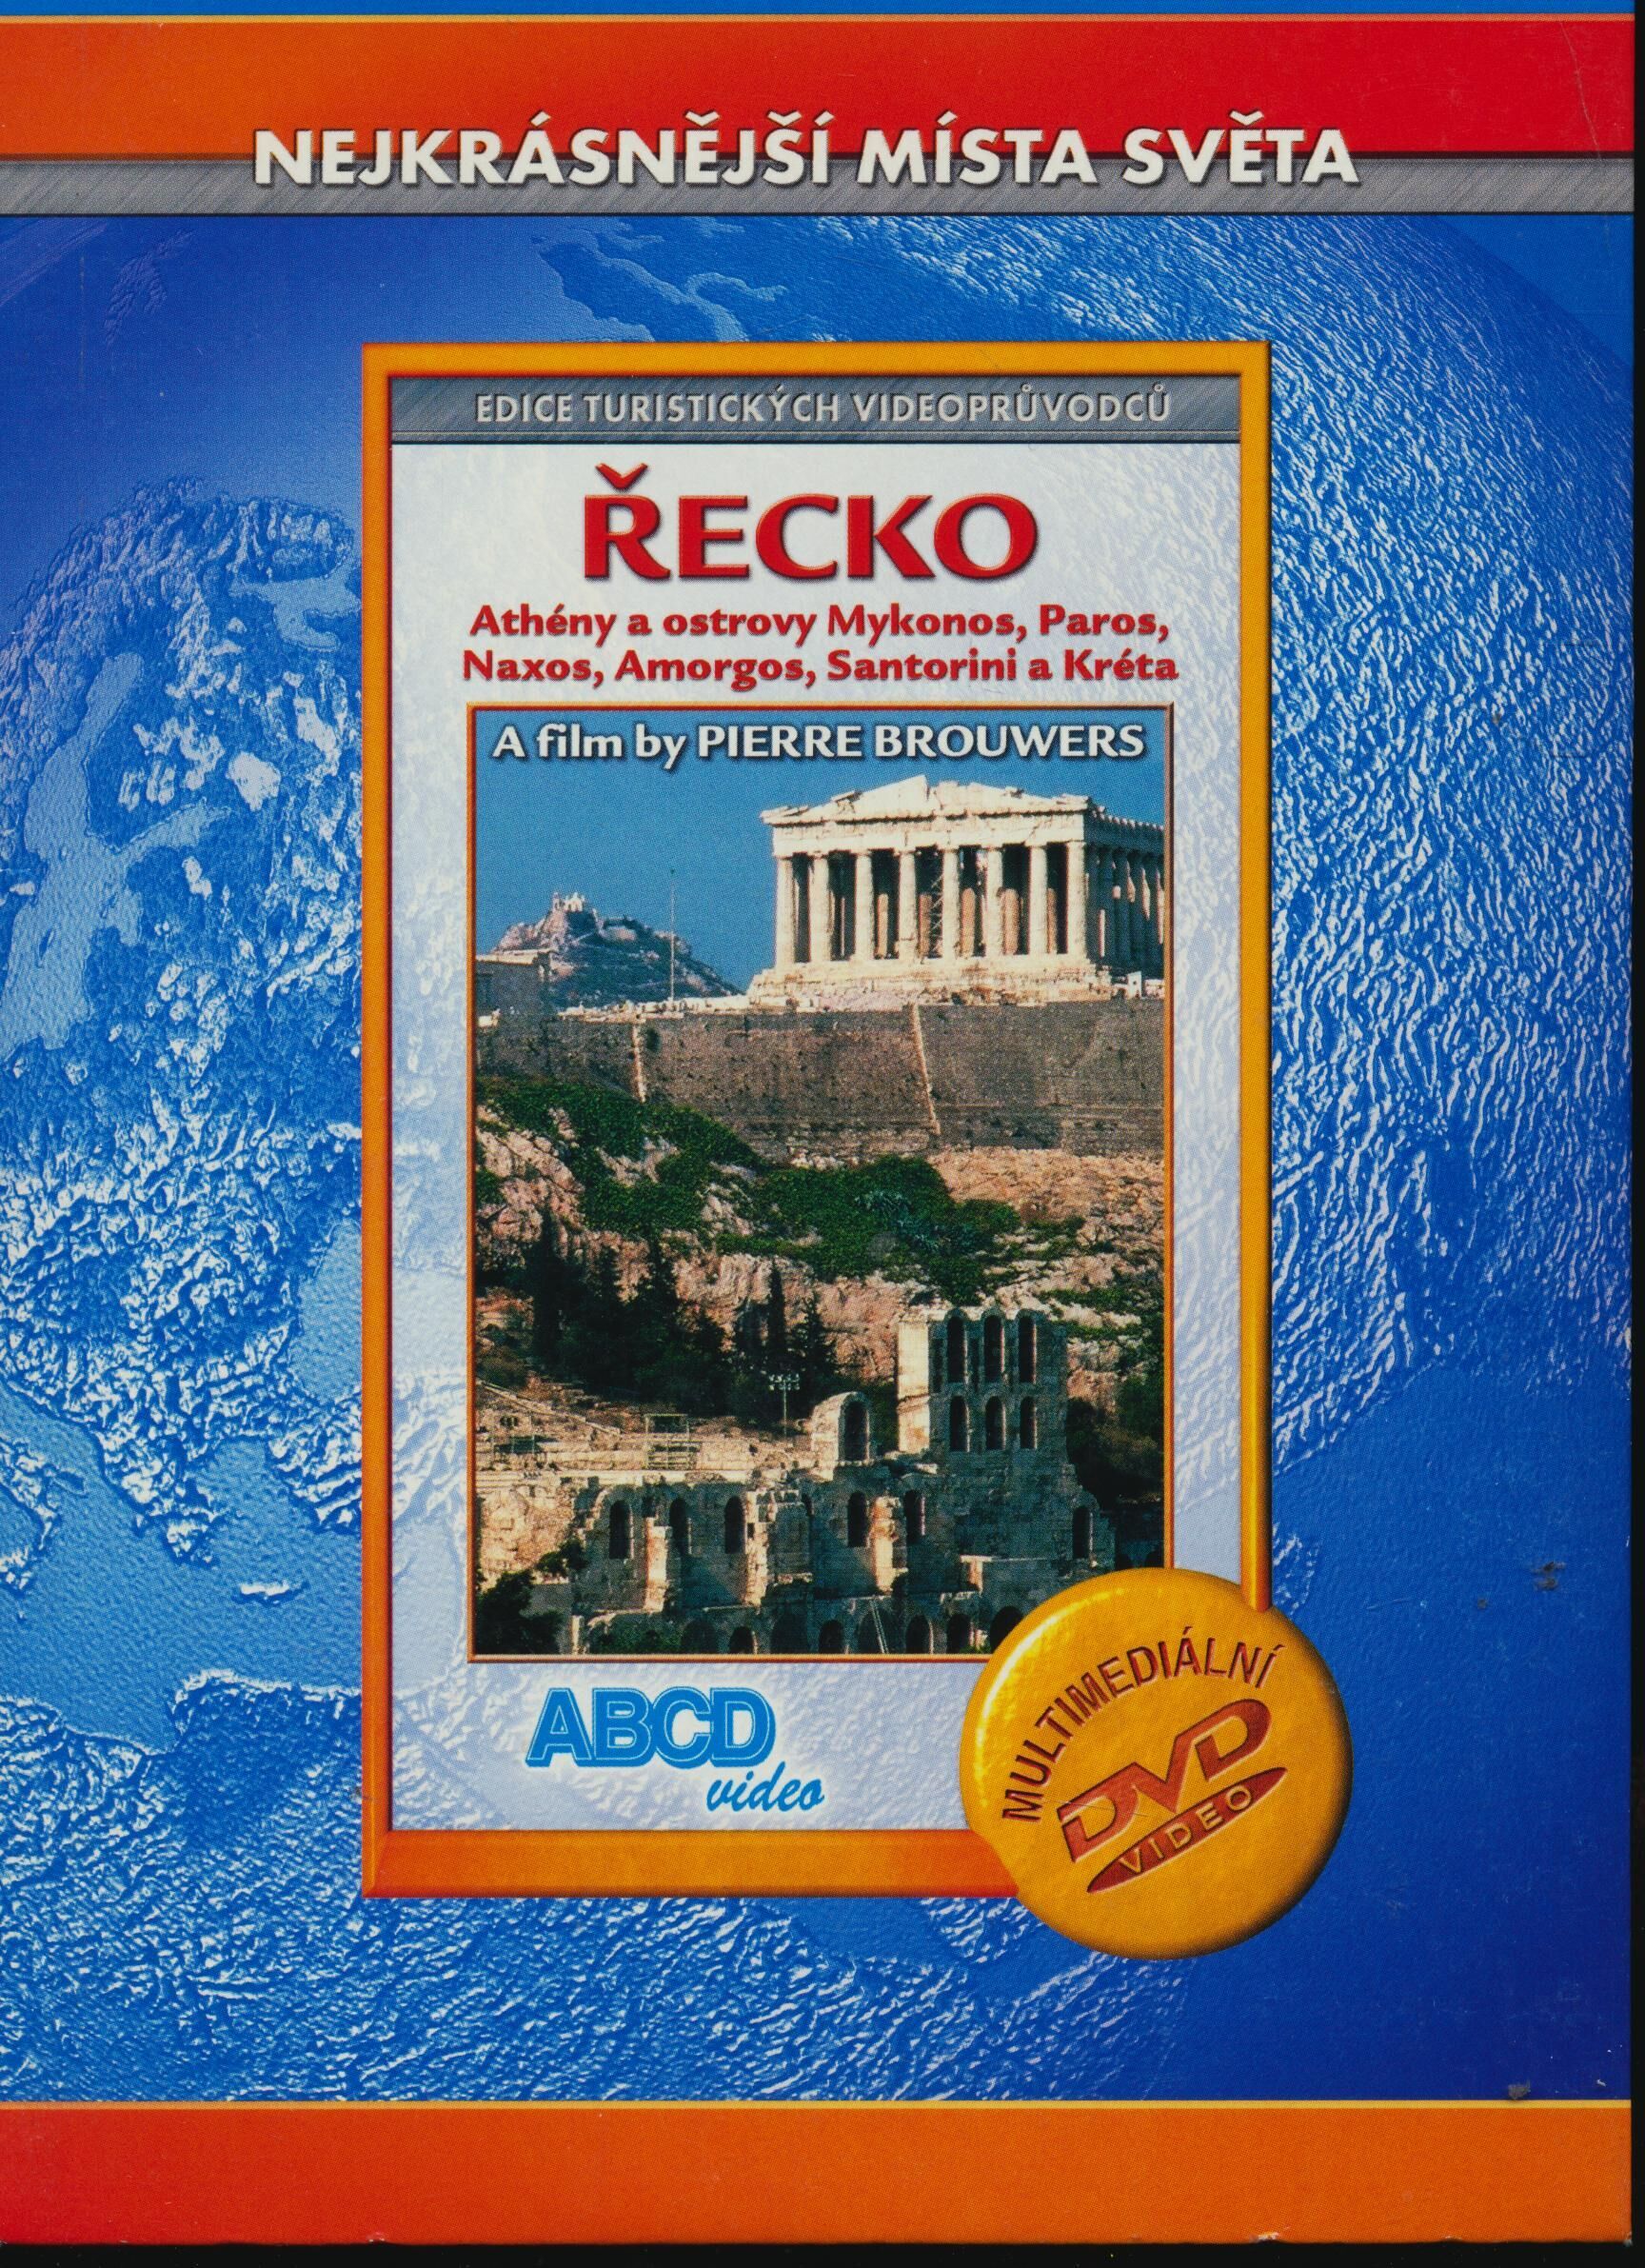 NEJKRÁSNĚJŠÍ MÍSTA SVĚTA
EDICE TURISTICKÝCH VIDEOPRŮVODCŮ
ŘECKO
Athény a ostrovy Mykonos, Paros,
Naxos, Amorgos, Santorini a Kréta
A film by PIERRE BROUWERS
ABCD
video
MULTIMEDIÁLNÍ
DVD
VIDEO